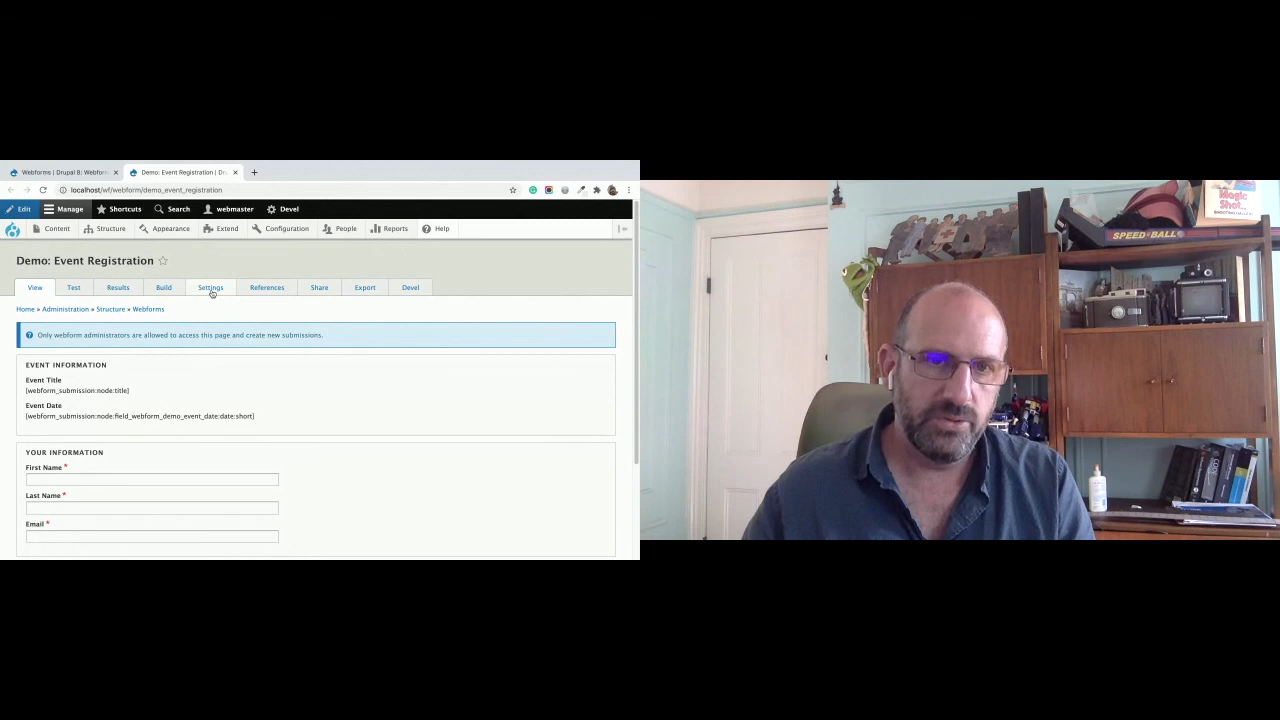 Webforms | Drupal 8: Webform
Demo: Event Registration | Dr
localhost/wf/webform/demo_event_registration
Edit Manage Shortcuts Search webmaster Devel
Content Structure Appearance Extend Configuration People Reports Help
Demo: Event Registration
View Test Results Build Settings References Share Export Devel
Home » Administration » Structure » Webforms
Only webform administrators are allowed to access this page and create new submissions.
EVENT INFORMATION
Event Title
[webform_submission:node:title]
Event Date
[webform_submission:node:field_webform_demo_event_date:date:short]
YOUR INFORMATION
First Name *
Last Name *
Email *
Magic
Shot...
SPEED BALL